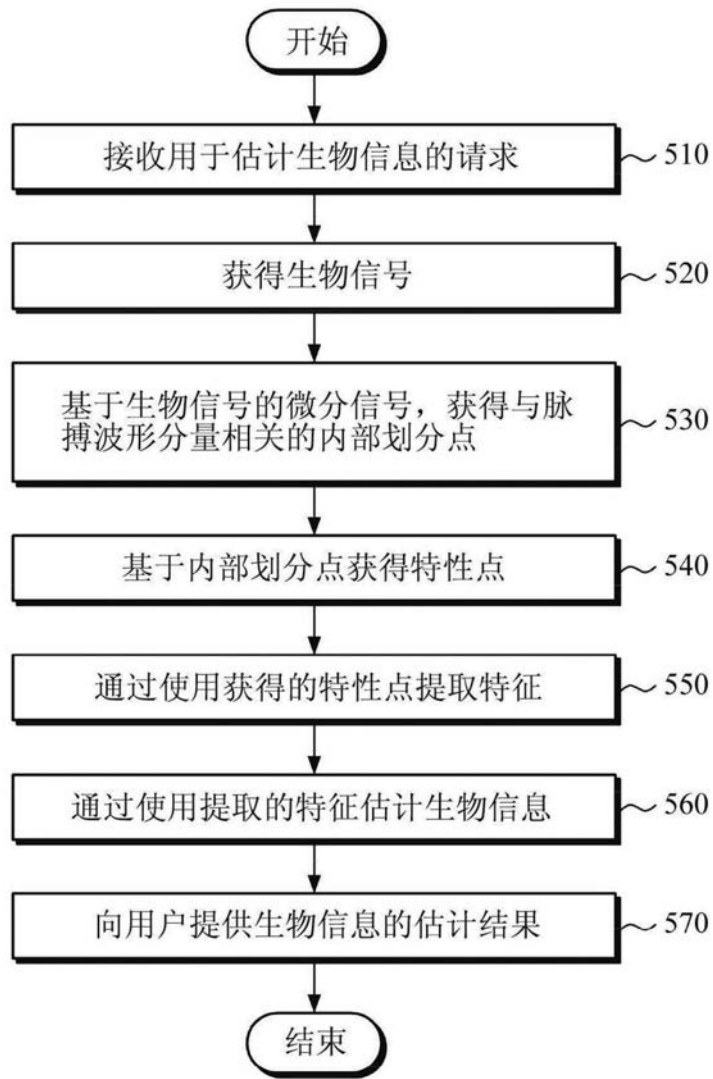 开始
接收用于估计生物信息的请求
510
获得生物信号
520
基于生物信号的微分信号，获得与脉
搏波形分量相关的内部划分点
530
基于内部划分点获得特性点
540
通过使用获得的特性点提取特征
550
通过使用提取的特征估计生物信息
560
向用户提供生物信息的估计结果
570
结束